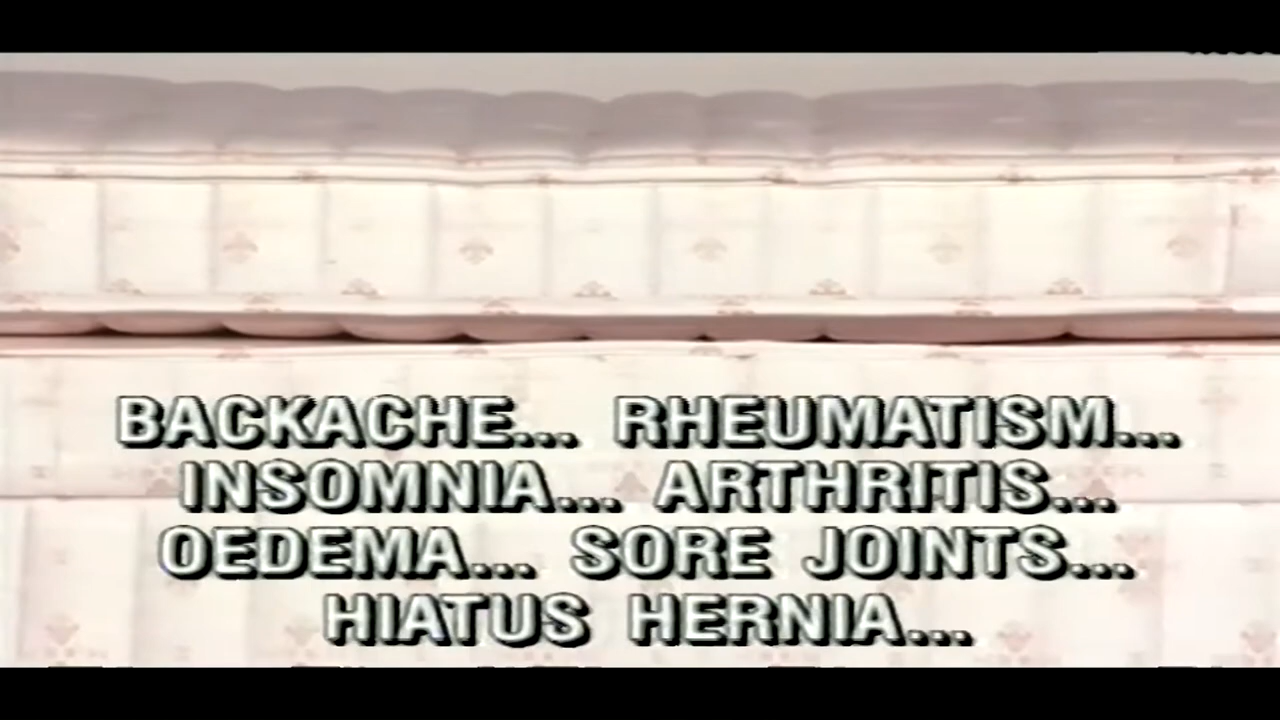 BACKACHE... RHEUMATISM...
INSOMNIA... ARTHRITIS...
OEDEMA... SORE JOINTS...
HIATUS HERNIA...